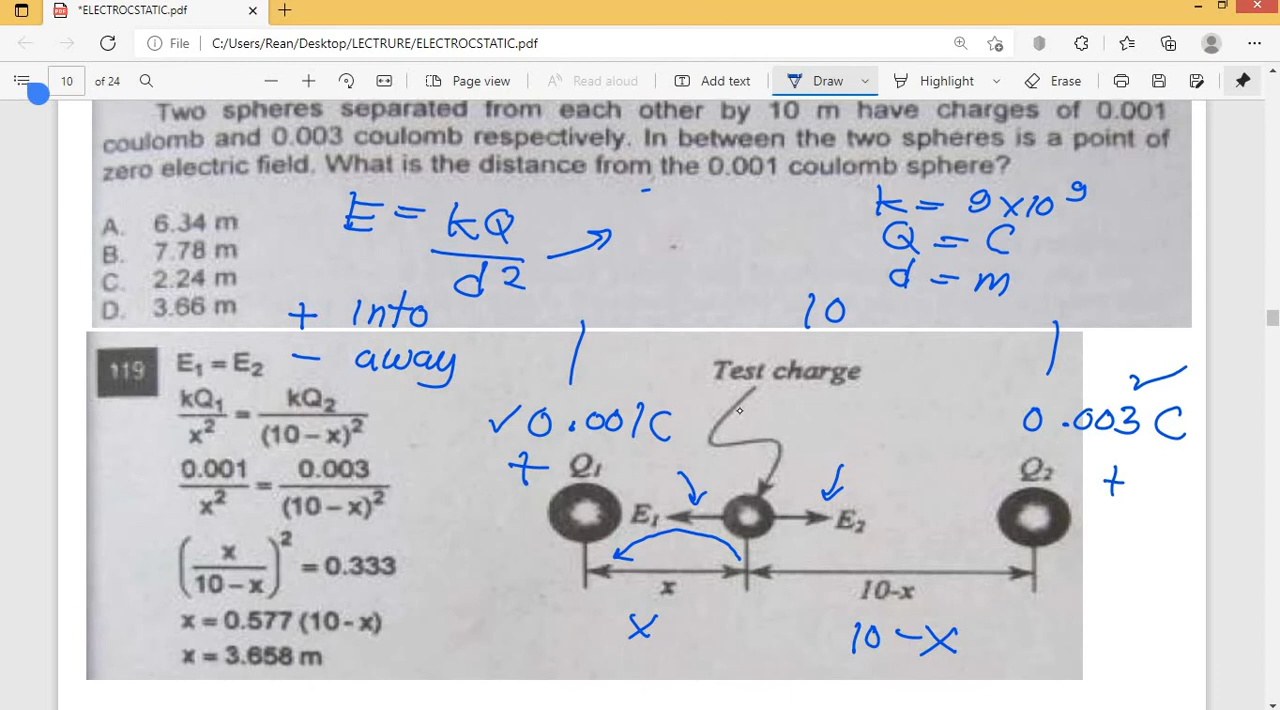 *ELECTROCSTATIC.pdf
File C:/Users/Rean/Desktop/LECTRURE/ELECTROCSTATIC.pdf
10 of 24 Page view Read aloud Add text Draw Highlight Erase
Two spheres separated from each other by 10 m have charges of 0.001
coulomb and 0.003 coulomb respectively. In between the two spheres is a point of
zero electric field. What is the distance from the 0.001 coulomb sphere?
A. 6.34 m
B. 7.78 m
C. 2.24 m
D. 3.66 m
E = kQ / d2
k = 9x10 9
Q = C
d = m
+ into
- away
10
119
E1 = E2
kQ1 / x2 = kQ2 / (10 - x)2
0.001 / x2 = 0.003 / (10 - x)2
(x / 10 - x)2 = 0.333
x = 0.577 (10 - x)
x = 3.658 m
Test charge
0.001C
0.003 C
+ Q1
Q2 +
E1
E2
x
10-x
x
10 - x